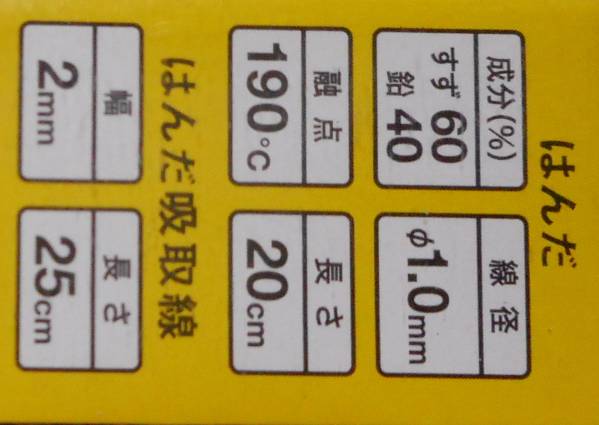 はんだ
成分(%)
すず 60
鉛 40
線径
φ1.0mm
融点
190℃
長さ
20cm
はんだ吸取線
幅
2mm
長さ
25cm